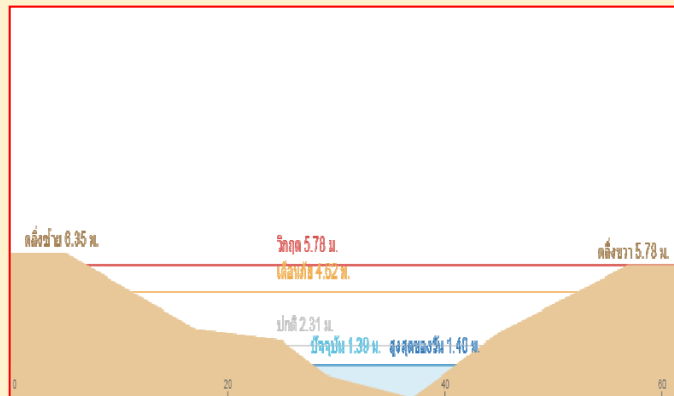 ตลิ่งซ้าย 6.35 ม.
วิกฤต 5.78 ม.
ตลิ่งขวา 5.78 ม.
เตือนภัย 4.62 ม.
ปกติ 2.31 ม.
ปัจจุบัน 1.39 ม. สูงสุดของวัน 1.40 ม.
0 20 40 60